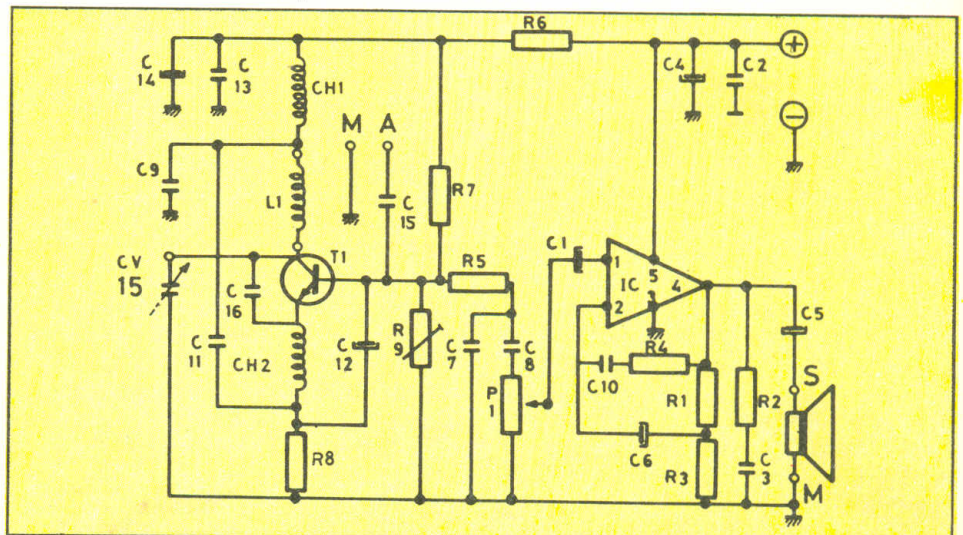 R6
C
14
C
13
CH1
C4
C2
+
−
M
A
C9
L1
C
15
R7
CV
15
T1
C1
1
IC
5
4
2
3
C
16
R5
C5
C
11
CH2
C
12
R
9
C
7
C
8
R4
C10
P
1
R1
R2
S
C6
R8
R3
C
3
M